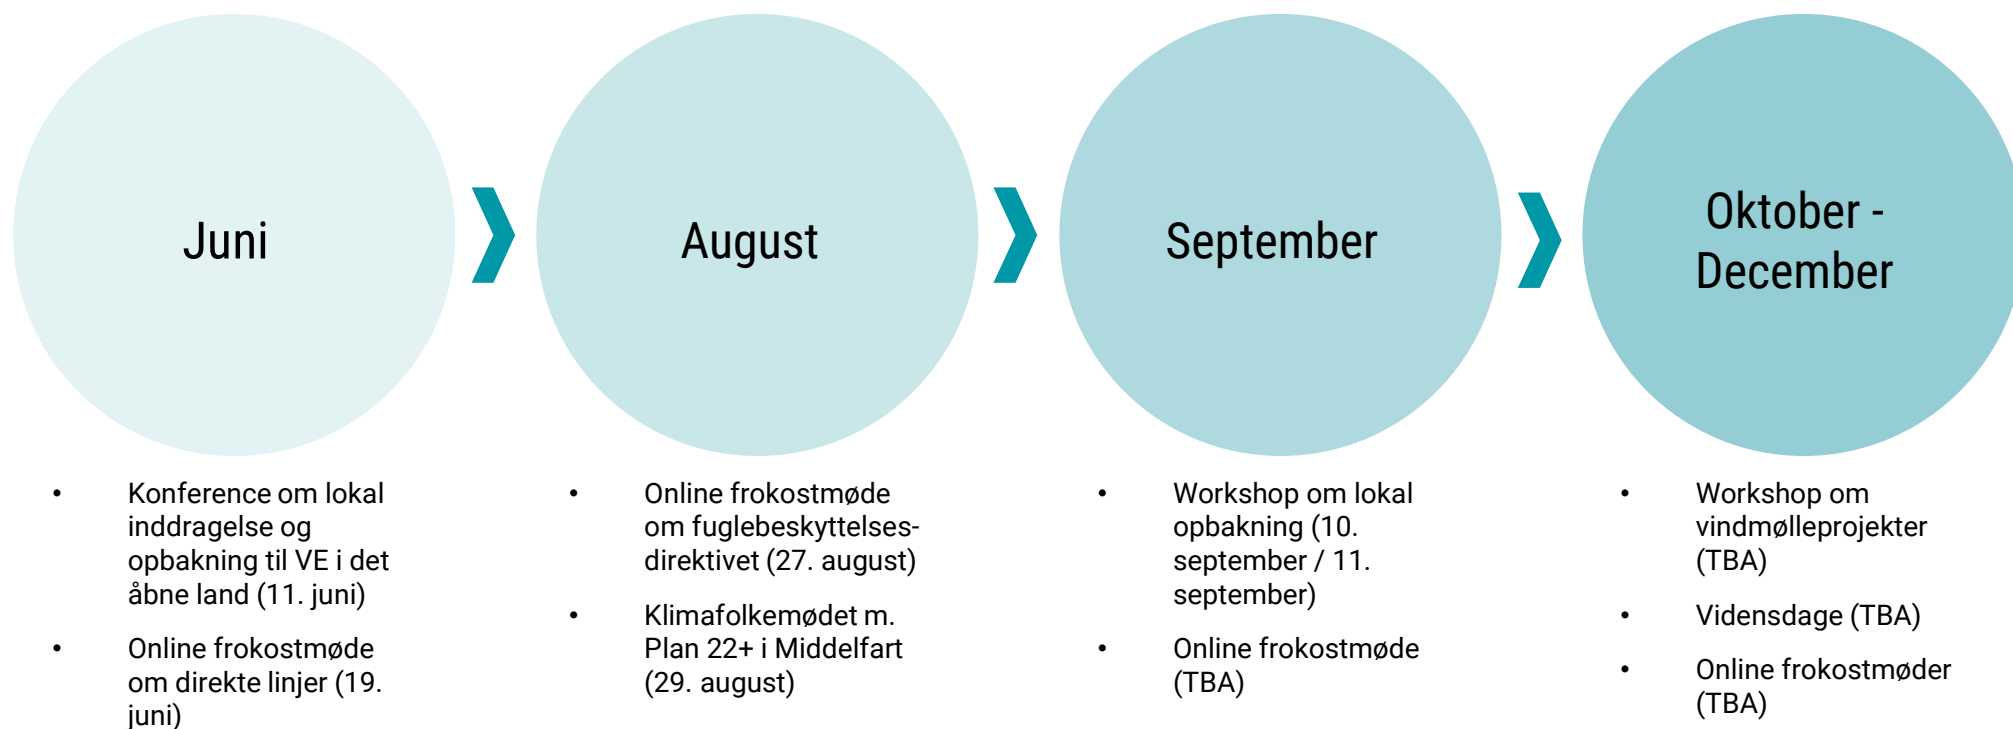 Juni
• Konference om lokal
inddragelse og
opbakning til VE i det
åbne land (11. juni)
• Online frokostmøde
om direkte linjer (19.
juni)
August
• Online frokostmøde
om fuglebeskyttelses-
direktivet (27. august)
• Klimafolkemødet m.
Plan 22+ i Middelfart
(29. august)
September
• Workshop om lokal
opbakning (10.
september / 11.
september)
• Online frokostmøde
(TBA)
Oktober -
December
• Workshop om
vindmølleprojekter
(TBA)
• Vidensdage (TBA)
• Online frokostmøder
(TBA)